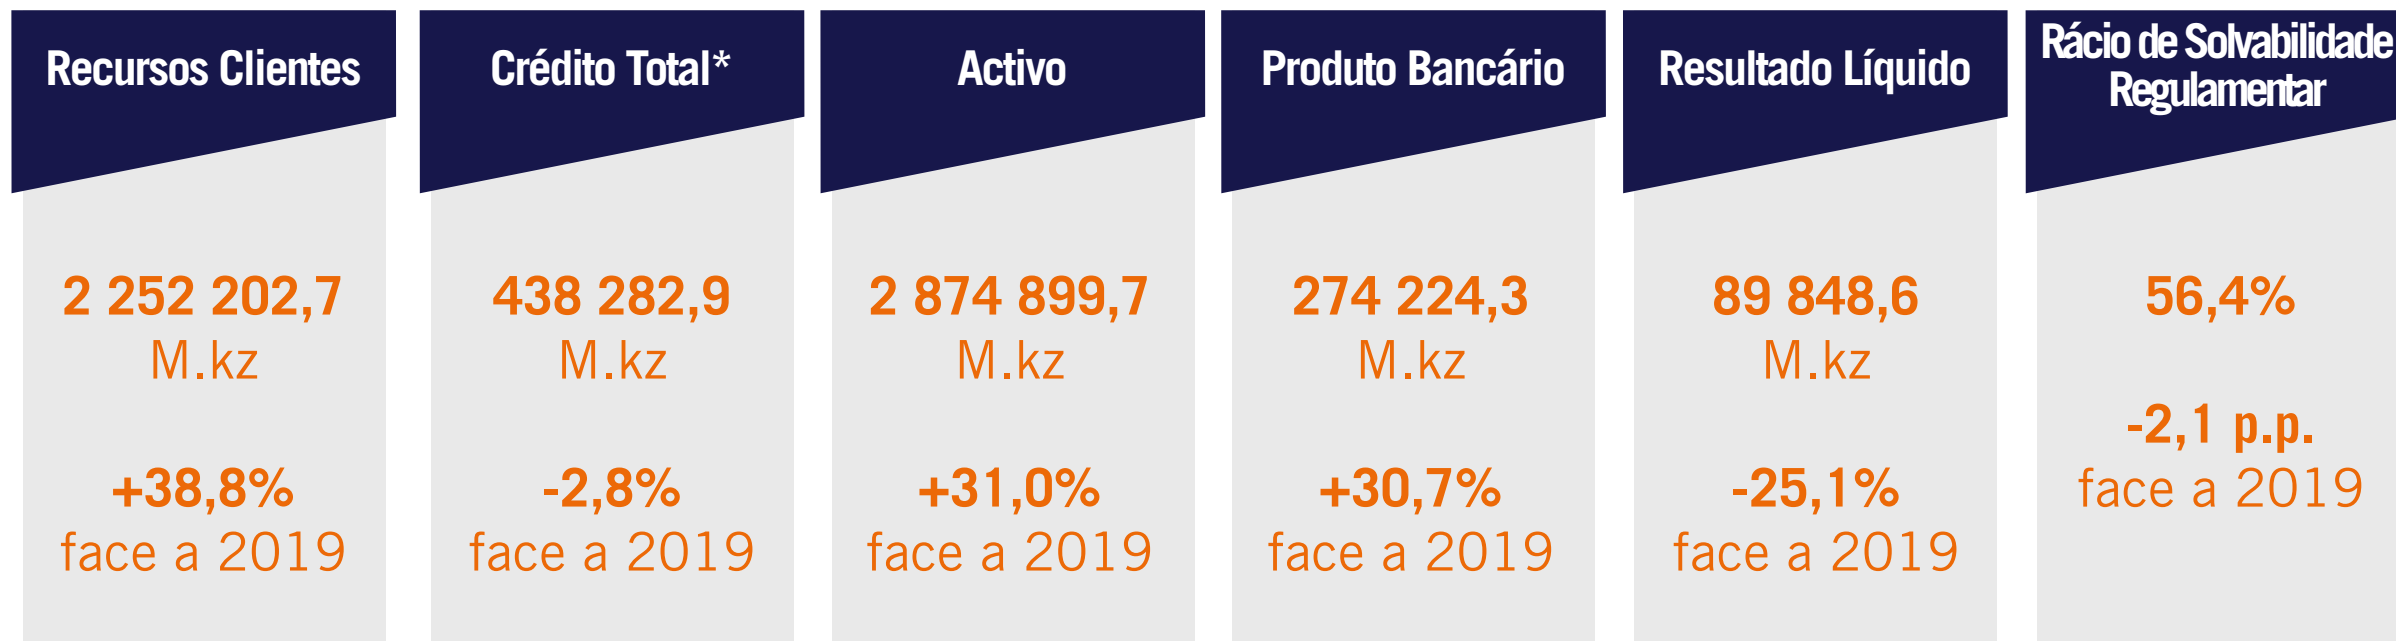 Recursos Clientes
2 252 202,7
M.kz
+38,8%
face a 2019
Crédito Total*
438 282,9
M.kz
-2,8%
face a 2019
Activo
2 874 899,7
M.kz
+31,0%
face a 2019
Produto Bancário
274 224,3
M.kz
+30,7%
face a 2019
Resultado Líquido
89 848,6
M.kz
-25,1%
face a 2019
Rácio de Solvabilidade
Regulamentar
56,4%
-2,1 p.p.
face a 2019